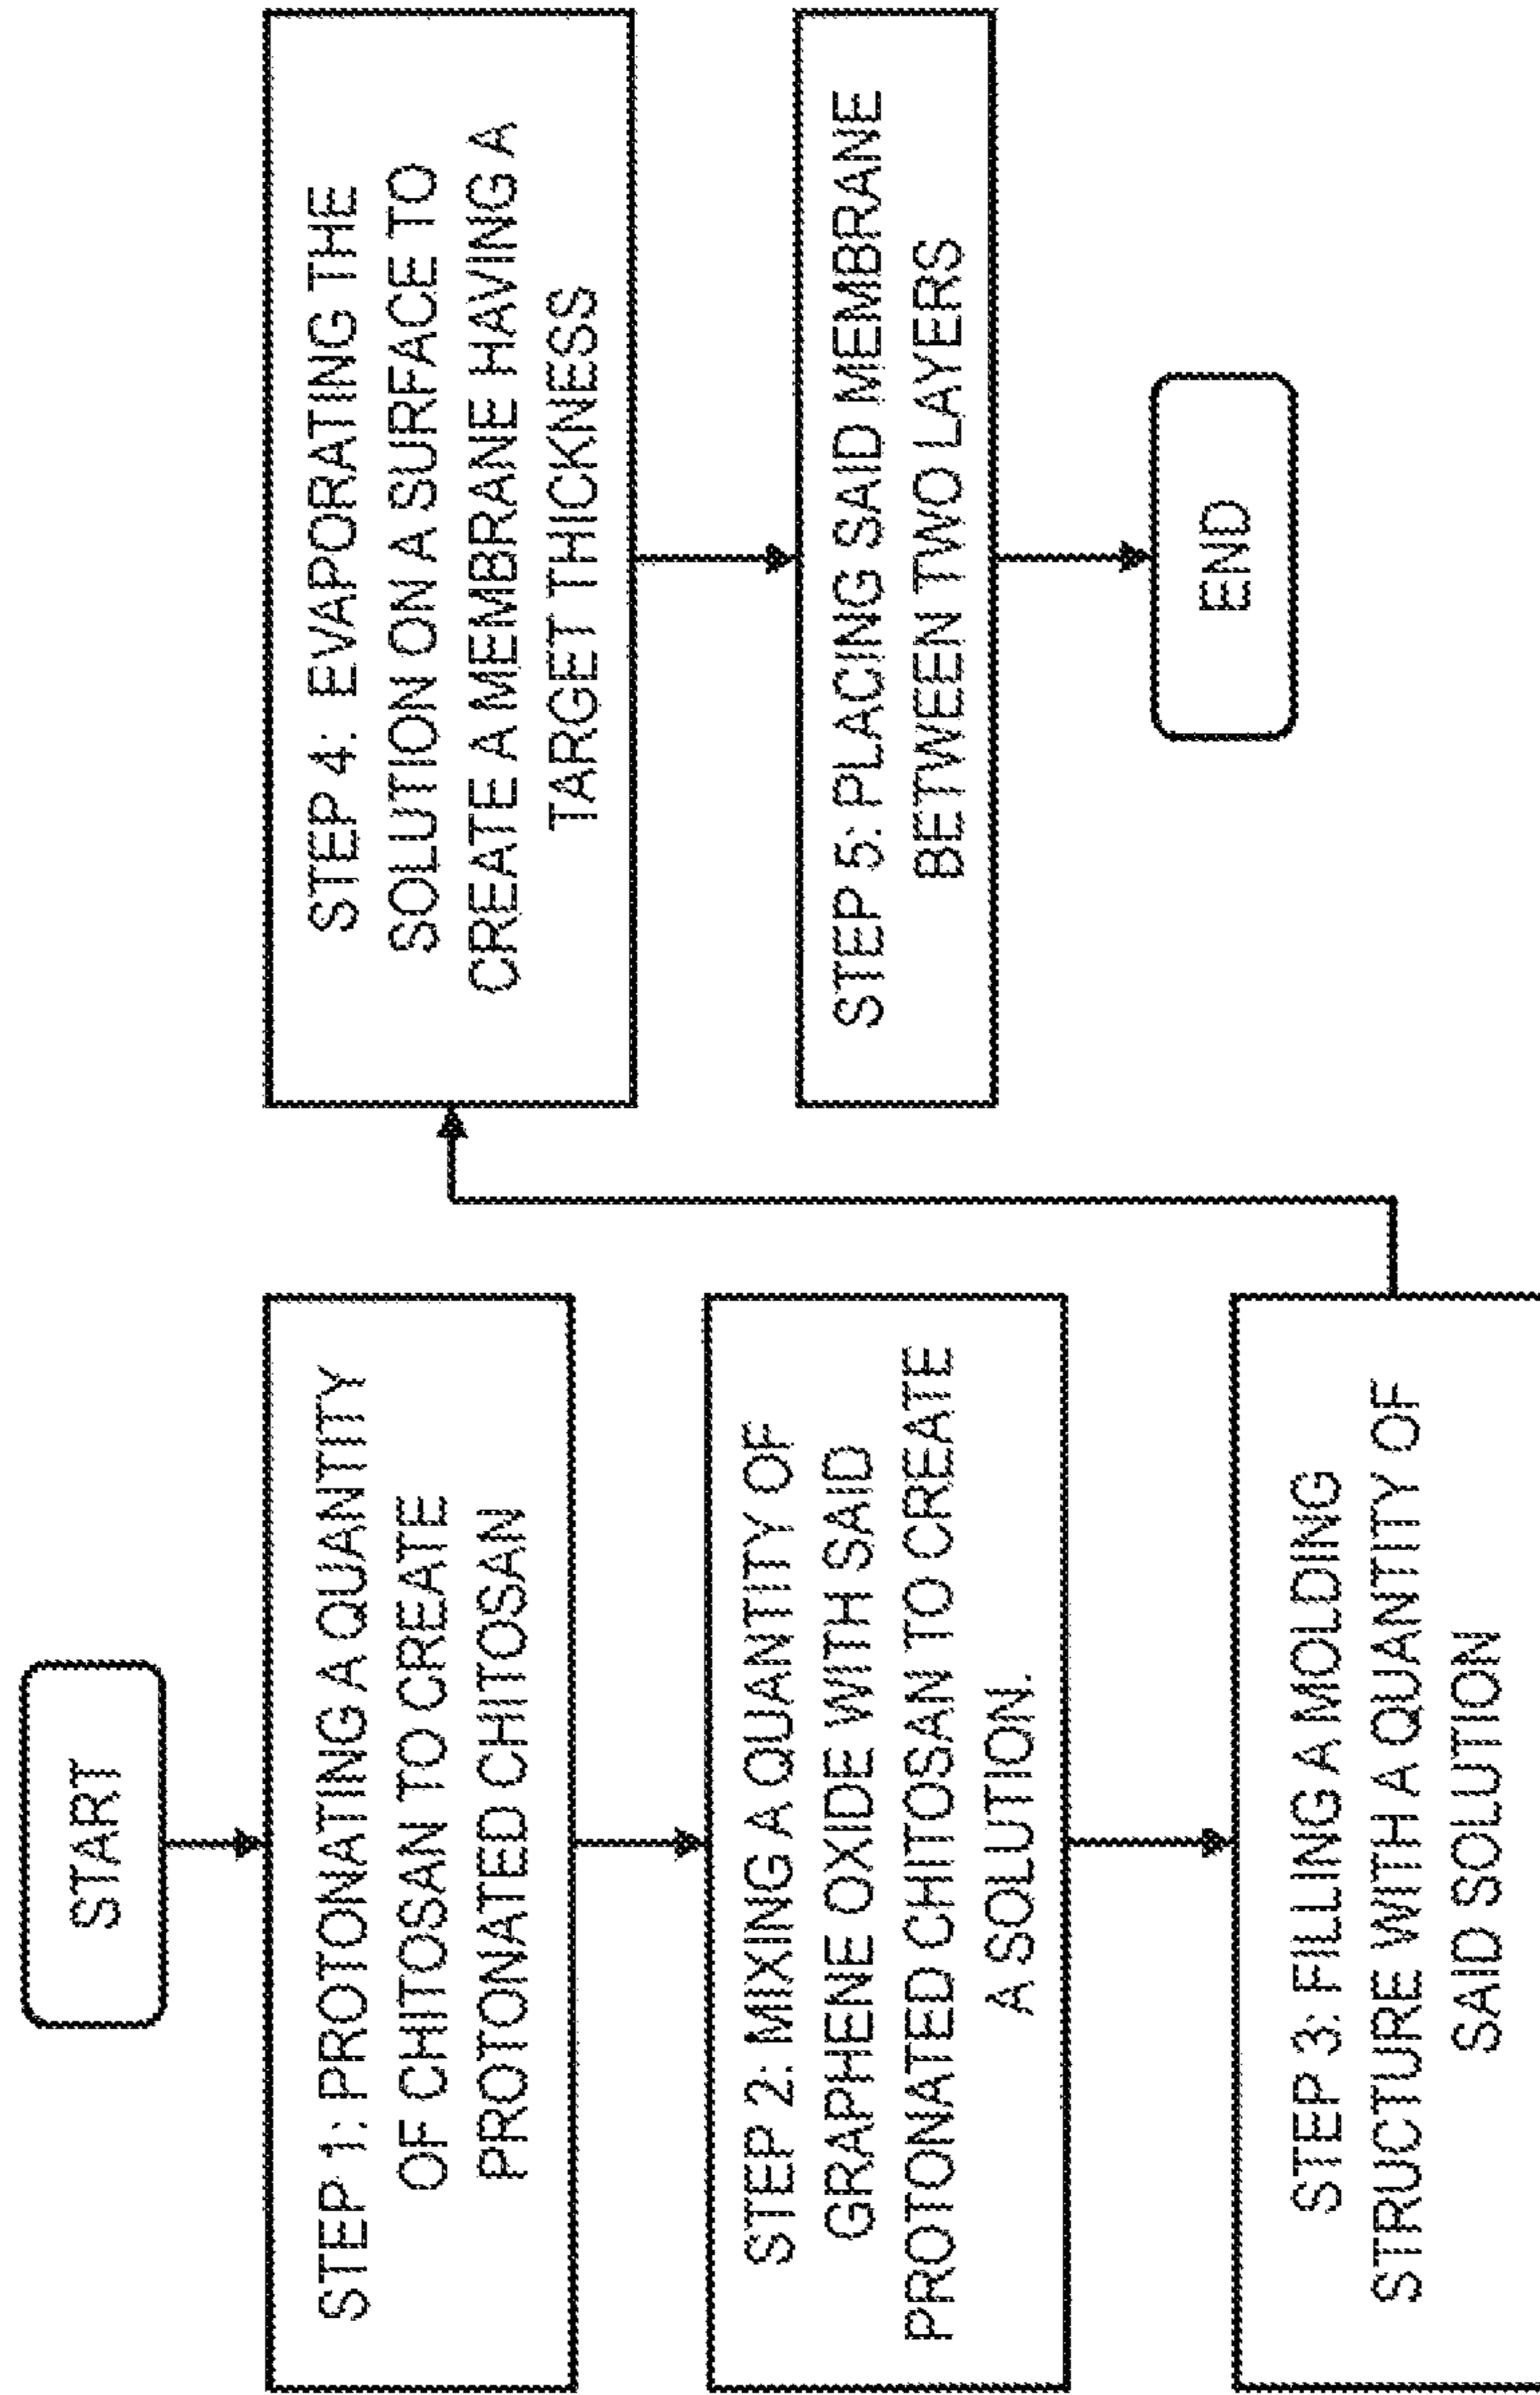 START
STEP 1: PROTONATING A QUANTITY
OF CHITOSAN TO CREATE
PROTONATED CHITOSAN
STEP 2: MIXING A QUANTITY OF
GRAPHENE OXIDE WITH SAID
PROTONATED CHITOSAN TO CREATE
A SOLUTION.
STEP 3: FILLING A MOLDING
STRUCTURE WITH A QUANTITY OF
SAID SOLUTION
STEP 4: EVAPORATING THE
SOLUTION ON A SURFACE TO
CREATE A MEMBRANE HAVING A
TARGET THICKNESS
STEP 5: PLACING SAID MEMBRANE
BETWEEN TWO LAYERS
END